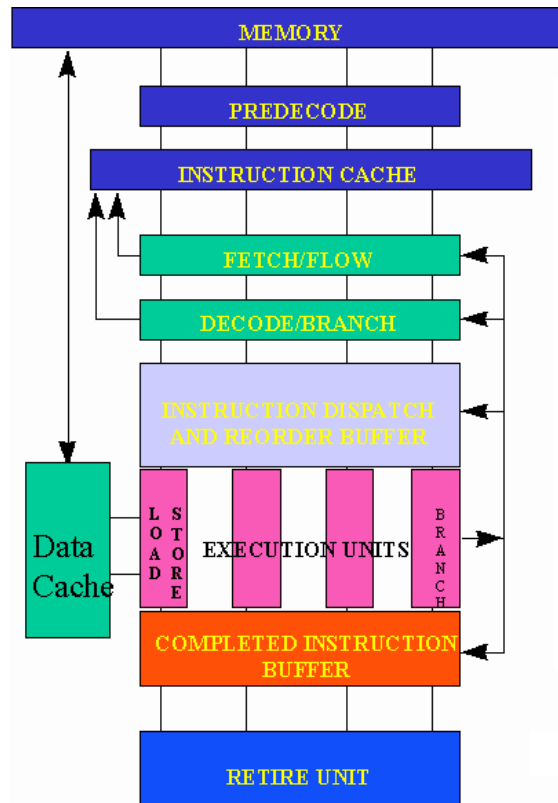 MEMORY
PREDECODE
INSTRUCTION CACHE
FETCH/FLOW
DECODE/BRANCH
INSTRUCTION DISPATCH
AND REORDER BUFFER
LOAD
STORE
EXECUTION UNITS
BRANCH
Data
Cache
COMPLETED INSTRUCTION
BUFFER
RETIRE UNIT